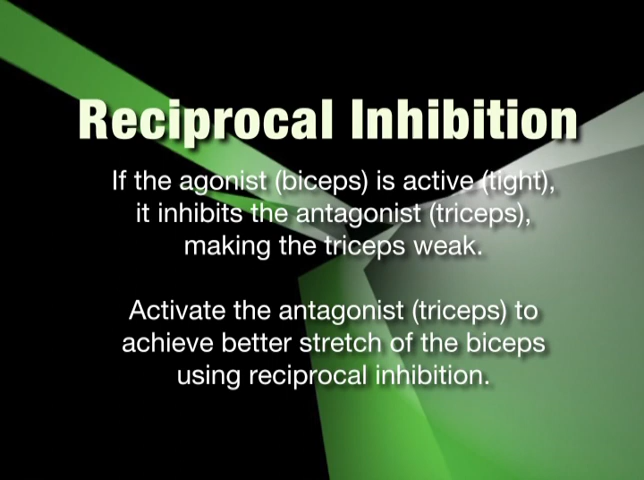 Reciprocal Inhibition
If the agonist (biceps) is active (tight),
it inhibits the antagonist (triceps),
making the triceps weak.
Activate the antagonist (triceps) to
achieve better stretch of the biceps
using reciprocal inhibition.